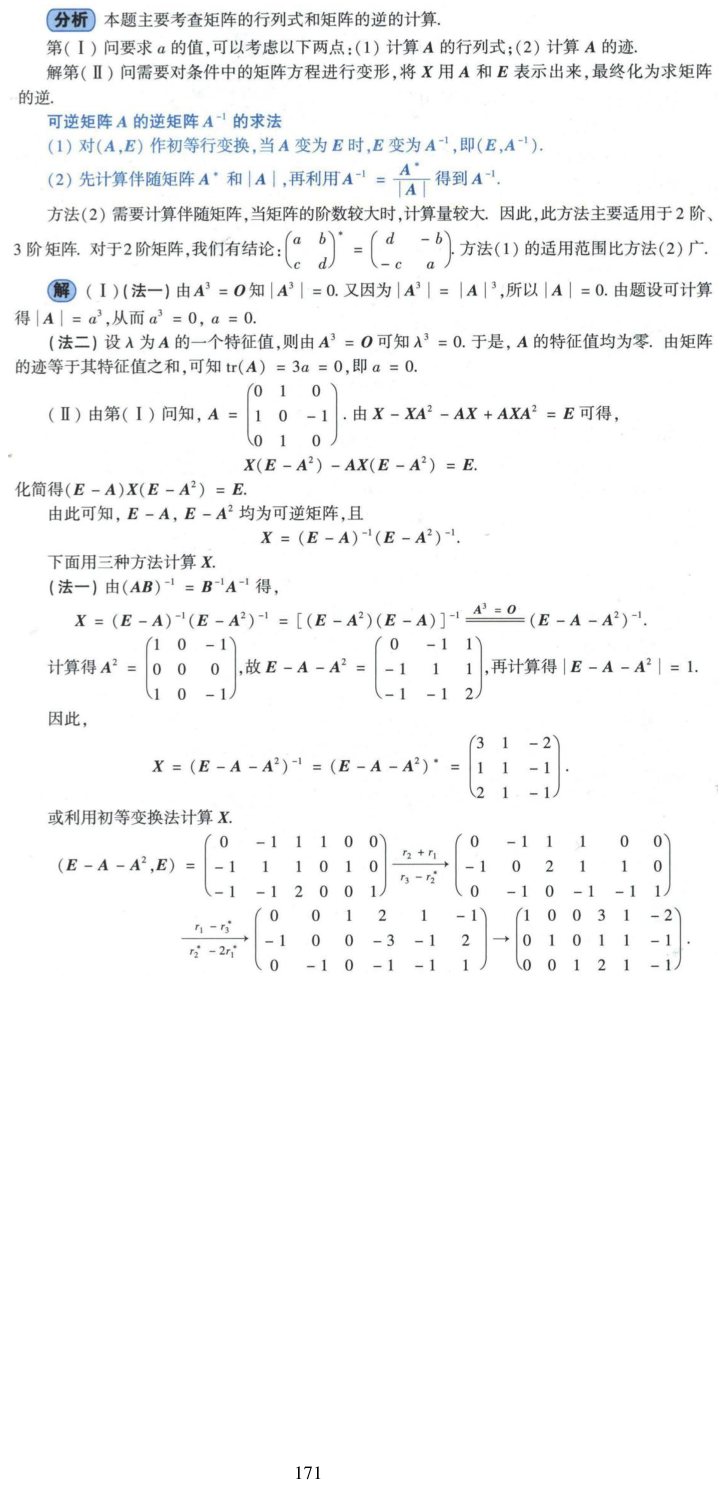 分析 本题主要考查矩阵的行列式和矩阵的逆的计算.
第(Ⅰ)问要求 a 的值,可以考虑以下两点:(1) 计算 A 的行列式;(2) 计算 A 的迹.
解第(Ⅱ)问需要对条件中的矩阵方程进行变形,将 X 用 A 和 E 表示出来,最终化为求矩阵
的逆.
可逆矩阵 A 的逆矩阵 A⁻¹ 的求法
(1) 对(A,E) 作初等行变换,当 A 变为 E 时,E 变为 A⁻¹,即(E,A⁻¹).
(2) 先计算伴随矩阵 A* 和 |A|,再利用 A⁻¹ = A*/|A| 得到 A⁻¹.
方法(2) 需要计算伴随矩阵,当矩阵的阶数较大时,计算量较大. 因此,此方法主要适用于 2 阶、
3 阶矩阵. 对于2阶矩阵,我们有结论: (a b; c d)* = (d −b; −c a). 方法(1) 的适用范围比方法(2) 广.
解 (Ⅰ)(法一) 由 A³ = O 知 |A³| = 0. 又因为 |A³| = |A|³,所以 |A| = 0. 由题设可计算
得 |A| = a³,从而 a³ = 0, a = 0.
(法二) 设 λ 为 A 的一个特征值,则由 A³ = O 可知 λ³ = 0. 于是, A 的特征值均为零. 由矩阵
的迹等于其特征值之和,可知 tr(A) = 3a = 0,即 a = 0.
(Ⅱ) 由第(Ⅰ) 问知, A = (0 1 0; 1 0 −1; 0 1 0). 由 X − XA² − AX + AXA² = E 可得,
X(E − A²) − AX(E − A²) = E.
化简得(E − A)X(E − A²) = E.
由此可知, E − A, E − A² 均为可逆矩阵,且
X = (E − A)⁻¹(E − A²)⁻¹.
下面用三种方法计算 X.
(法一) 由(AB)⁻¹ = B⁻¹A⁻¹ 得,
X = (E − A)⁻¹(E − A²)⁻¹ = [(E − A²)(E − A)]⁻¹ =(A³ = O)= (E − A − A²)⁻¹.
计算得 A² = (1 0 −1; 0 0 0; 1 0 −1),故 E − A − A² = (0 −1 1; −1 1 1; −1 −1 2),再计算得 |E − A − A²| = 1.
因此,
X = (E − A − A²)⁻¹ = (E − A − A²)* = (3 1 −2; 1 1 −1; 2 1 −1).
或利用初等变换法计算 X.
(E − A − A²,E) = (0 −1 1 1 0 0; −1 1 1 0 1 0; −1 −1 2 0 0 1) →(r₂ + r₁; r₃ − r₂*) (0 −1 1 1 0 0; −1 0 2 1 1 0; 0 −1 0 −1 −1 1)
→(r₁ − r₃*; r₂* − 2r₁*) (0 0 1 2 1 −1; −1 0 0 −3 −1 2; 0 −1 0 −1 −1 1) → (1 0 0 3 1 −2; 0 1 0 1 1 −1; 0 0 1 2 1 −1).
171